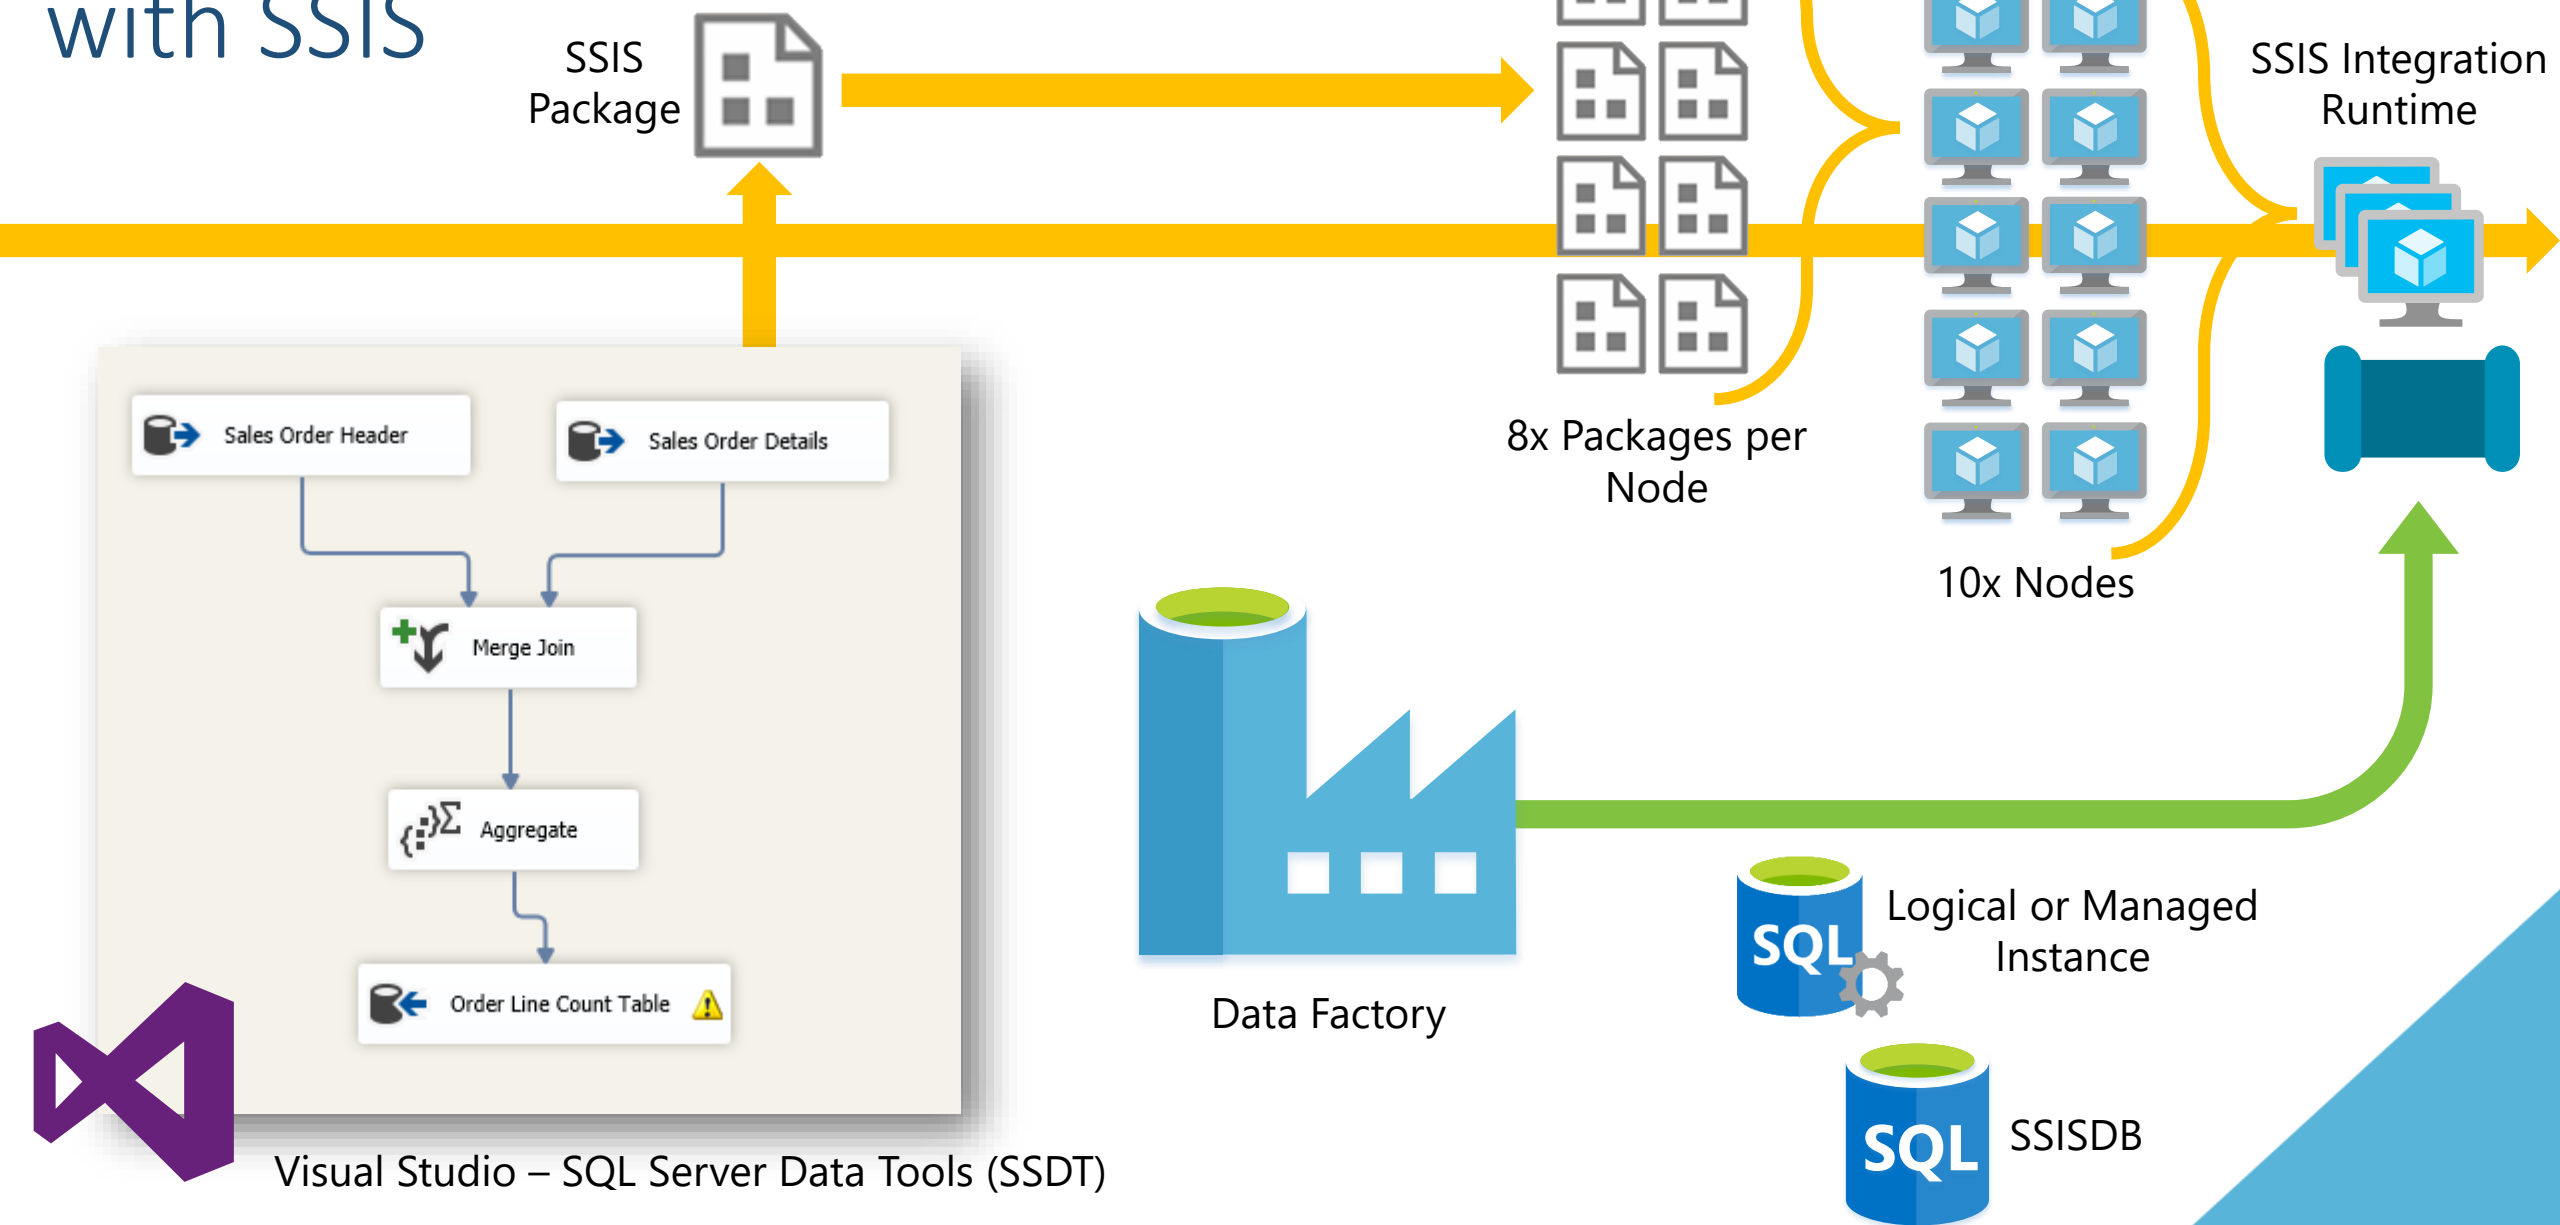 with SSIS
SSIS
Package
SSIS Integration
Runtime
Sales Order Header
Sales Order Details
Merge Join
Aggregate
Order Line Count Table
Visual Studio – SQL Server Data Tools (SSDT)
8x Packages per
Node
10x Nodes
Data Factory
SQL
Logical or Managed
Instance
SQL
SSISDB